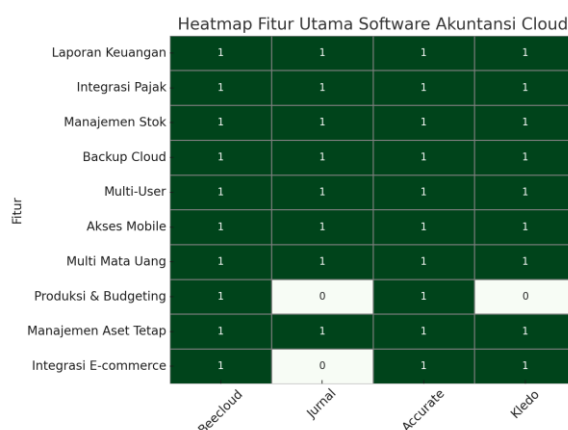 Heatmap Fitur Utama Software Akuntansi Cloud
Fitur
Laporan Keuangan 1 1 1 1
Integrasi Pajak 1 1 1 1
Manajemen Stok 1 1 1 1
Backup Cloud 1 1 1 1
Multi-User 1 1 1 1
Akses Mobile 1 1 1 1
Multi Mata Uang 1 1 1 1
Produksi & Budgeting 1 0 1 0
Manajemen Aset Tetap 1 1 1 1
Integrasi E-commerce 1 0 1 1
Beecloud Jurnal Accurate Kledo